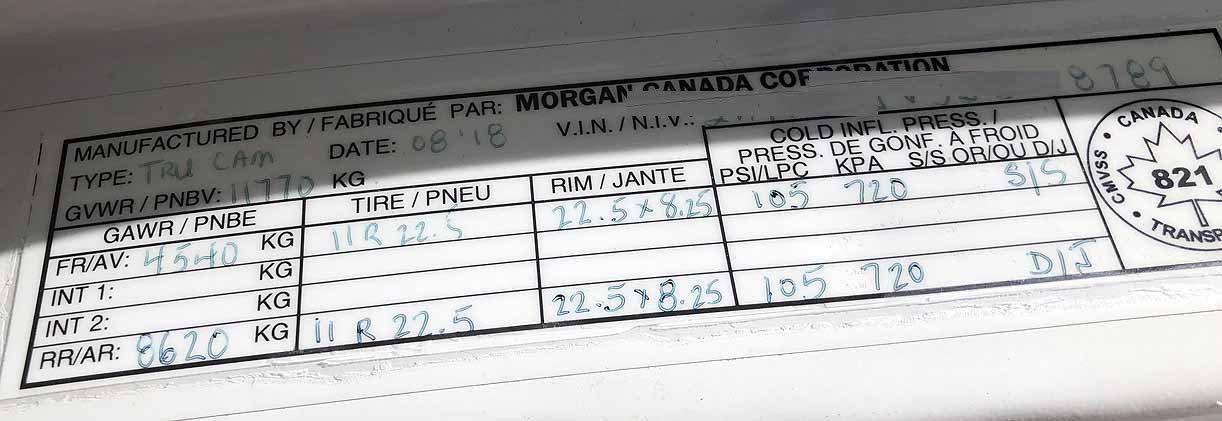 MANUFACTURED BY / FABRIQUÉ PAR: MORGAN CANADA CORPORATION
TYPE: TRU CAM DATE: 08 '18 V.I.N. / N.I.V.: 8789
GVWR / PNBV: 11770 KG
GAWR / PNBE TIRE / PNEU RIM / JANTE COLD INFL. PRESS. /
PRESS. DE GONF. À FROID
PSI/LPC KPA S/S OR/OU D/J
FR/AV: 4540 KG 11 R 22.5 22.5 x 8.25 105 720 S/S
INT 1: KG
INT 2: KG
RR/AR: 8620 KG 11 R 22.5 22.5 x 8.25 105 720 D/J
CANADA
821
CMVSS